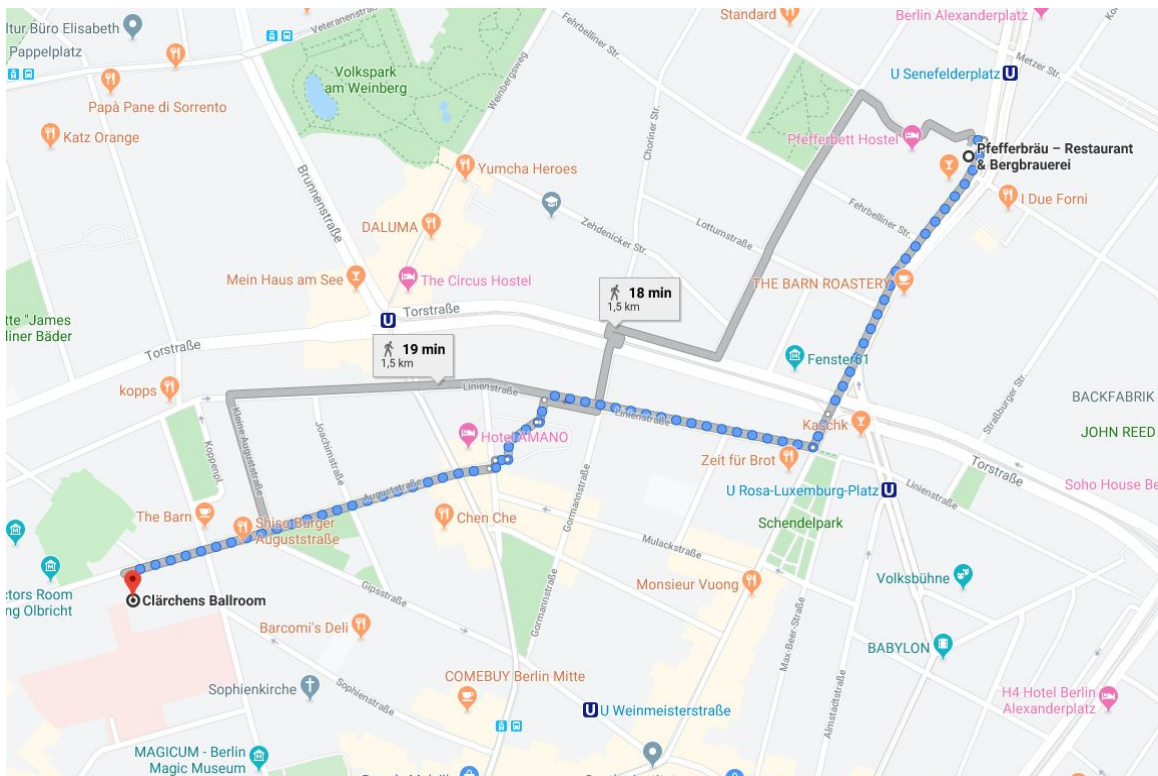 ltur Büro Elisabeth
Pappelplatz
Veteranenstraße
Standard
Berlin Alexanderplatz
Fehrbelliner Str.
Metzer Str.
U Senefelderplatz
U
Volkspark
am Weinberg
Weinbergsweg
Papà Pane di Sorrento
Katz Orange
Choriner Str.
Pfefferbett Hostel
Pfefferbräu – Restaurant
& Bergbrauerei
Yumcha Heroes
I Due Forni
Brunnenstraße
DALUMA
Zehdenicker Str.
Lottumstraße
Fehrbelliner Str.
Mein Haus am See
The Circus Hostel
THE BARN ROASTERY
18 min
1,5 km
Torstraße
U
tte "James
liner Bäder
Torstraße
19 min
1,5 km
Fenster61
kopps
Linienstraße
Linienstraße
Straßburger Str.
BACKFABRIK
Kaschk
JOHN REED
Kleine Auguststraße
Koppenpl.
Joachimstraße
Hotel AMANO
Zeit für Brot
Torstraße
U Rosa-Luxemburg-Platz
U
Linienstraße
Soho House Be
Auguststraße
Gormannstraße
The Barn
Shiso Burger
Auguststraße
Chen Che
Schendelpark
Mulackstraße
ctors Room
ng Olbricht
Clärchens Ballroom
Gipsstraße
Monsieur Vuong
Volksbühne
Barcomi's Deli
Gormannstraße
Max-Beer-Straße
BABYLON
Sophienkirche
Sophienstraße
COMEBUY Berlin Mitte
Almstadtstraße
H4 Hotel Berlin
Alexanderplatz
U
U Weinmeisterstraße
MAGICUM - Berlin
Magic Museum